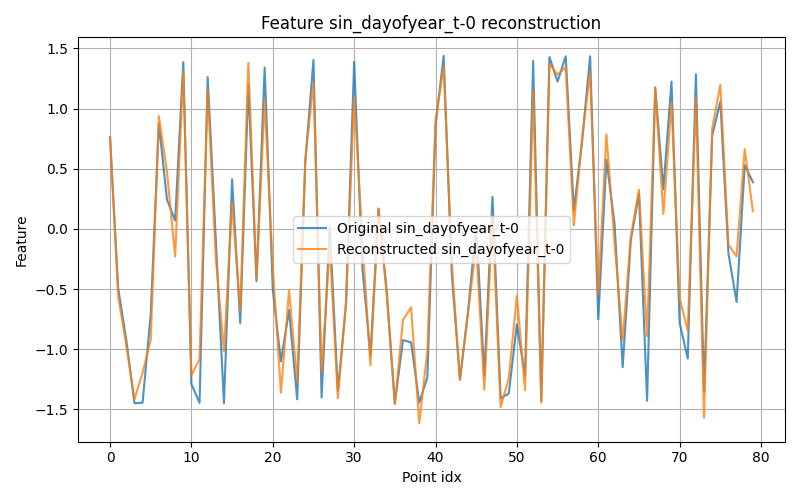 Feature sin_dayofyear_t-0 reconstruction
1.5
1.0
0.5
0.0
−0.5
−1.0
−1.5
Feature
Original sin_dayofyear_t-0
Reconstructed sin_dayofyear_t-0
0 10 20 30 40 50 60 70 80
Point idx